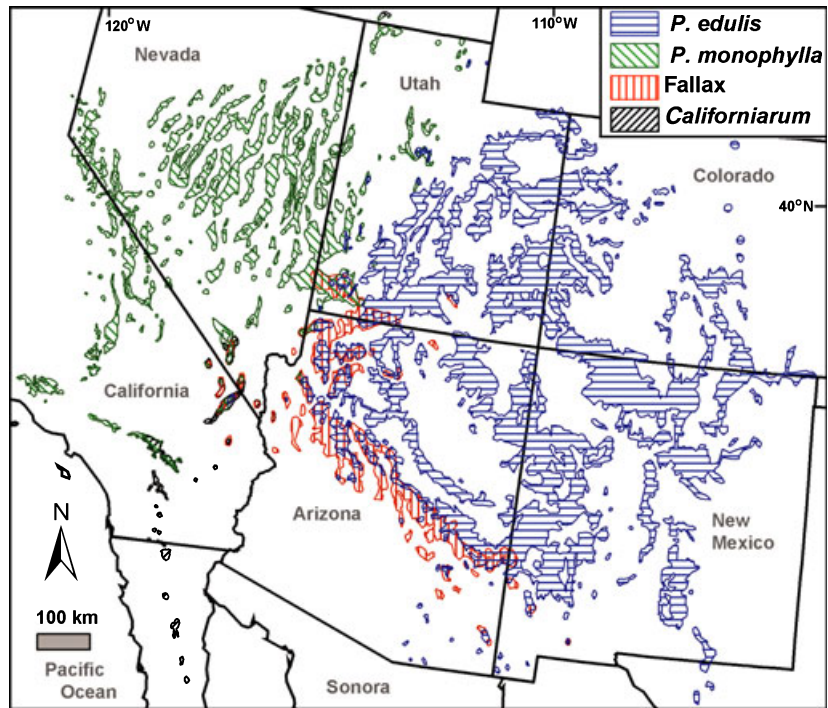 120°W
110°W
P. edulis
P. monophylla
Fallax
Californiarum
Nevada
Utah
Colorado
40°N
California
Arizona
New
Mexico
N
100 km
Pacific
Ocean
Sonora